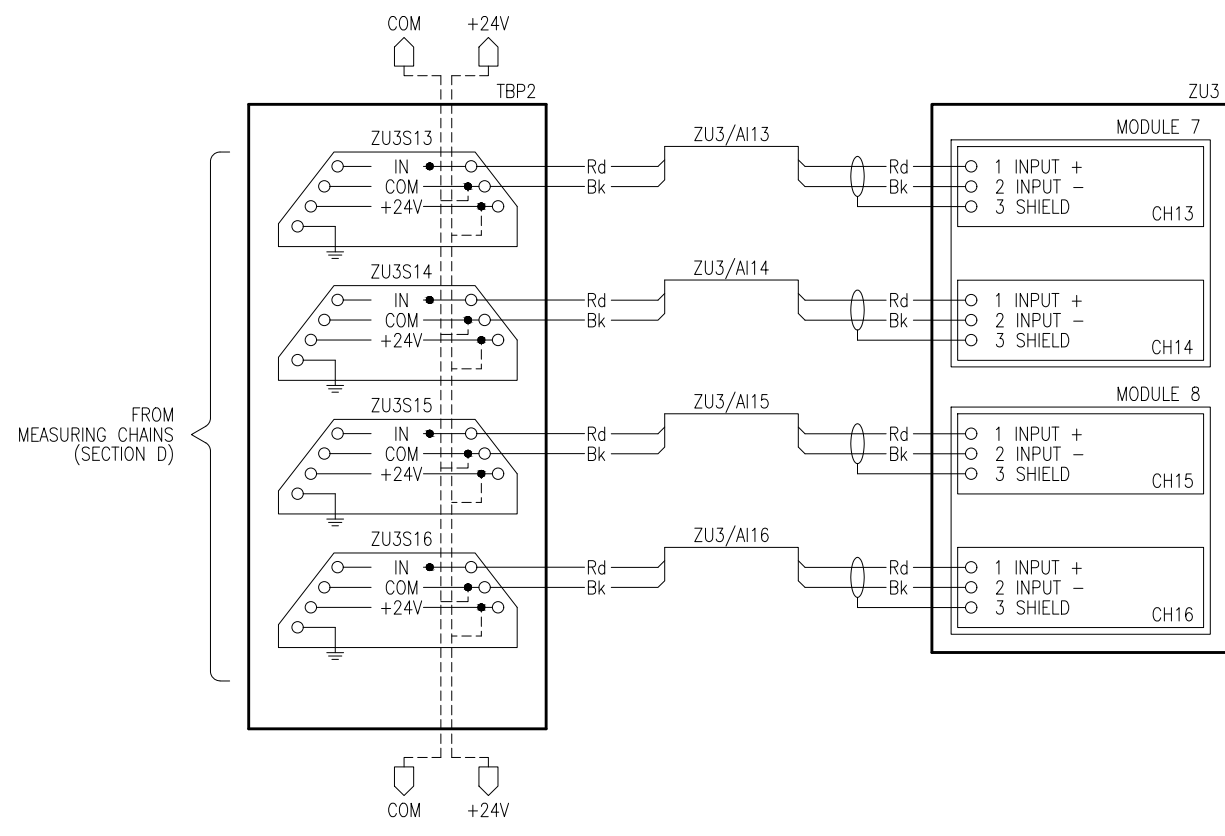 COM +24V
TBP2
ZU3
ZU3S13
IN
COM
+24V
Rd
Bk
ZU3/AI13
Rd
Bk
MODULE 7
1 INPUT +
2 INPUT −
3 SHIELD
CH13
ZU3S14
IN
COM
+24V
Rd
Bk
ZU3/AI14
Rd
Bk
1 INPUT +
2 INPUT −
3 SHIELD
CH14
FROM
MEASURING CHAINS
(SECTION D)
ZU3S15
IN
COM
+24V
Rd
Bk
ZU3/AI15
Rd
Bk
MODULE 8
1 INPUT +
2 INPUT −
3 SHIELD
CH15
ZU3S16
IN
COM
+24V
Rd
Bk
ZU3/AI16
Rd
Bk
1 INPUT +
2 INPUT −
3 SHIELD
CH16
COM +24V